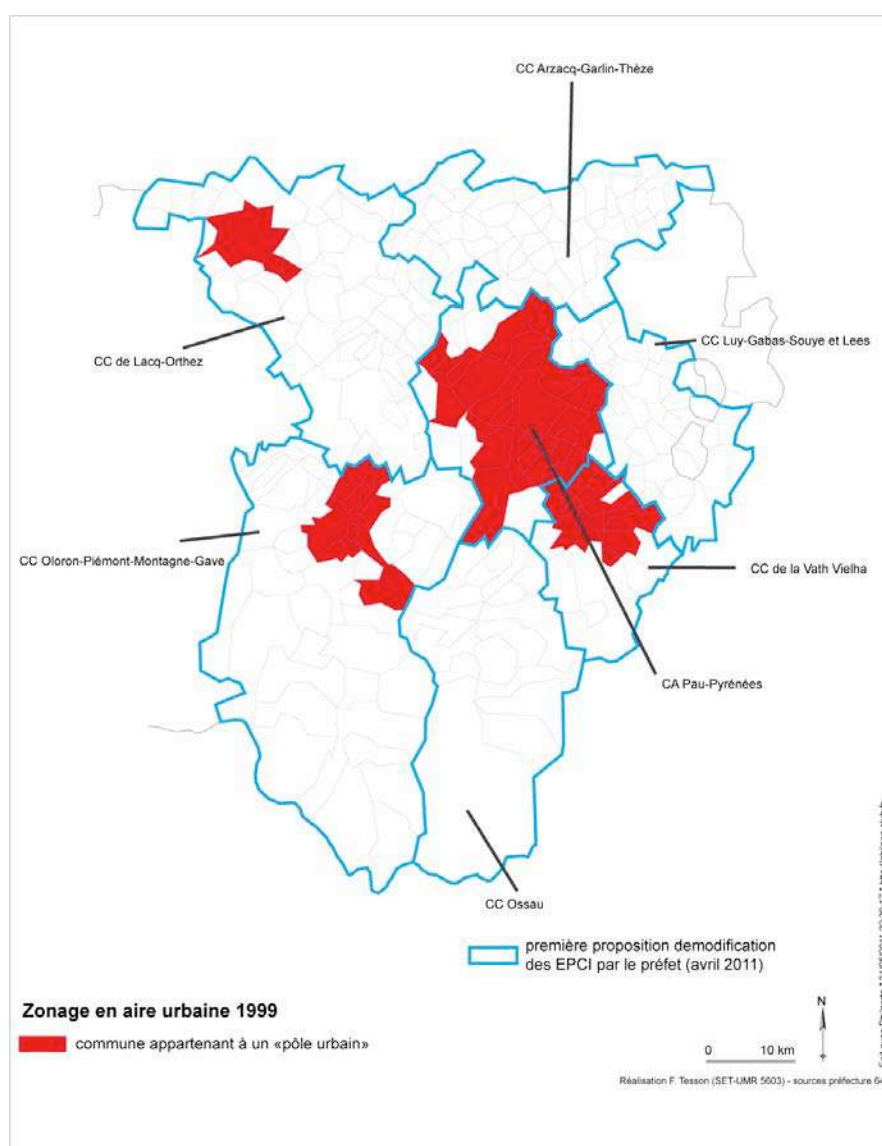 CC Arzacq-Garlin-Thèze
CC Luy-Gabas-Souye et Lees
CC de Lacq-Orthez
CC Oloron-Piémont-Montagne-Gave
CC de la Vath Vielha
CA Pau-Pyrénées
CC Ossau
première proposition demodification
des EPCI par le préfet (avril 2011)
Zonage en aire urbaine 1999
commune appartenant à un «pôle urbain»
N
0 10 km
Réalisation F. Tesson (SET-UMR 5603) - sources préfecture 64